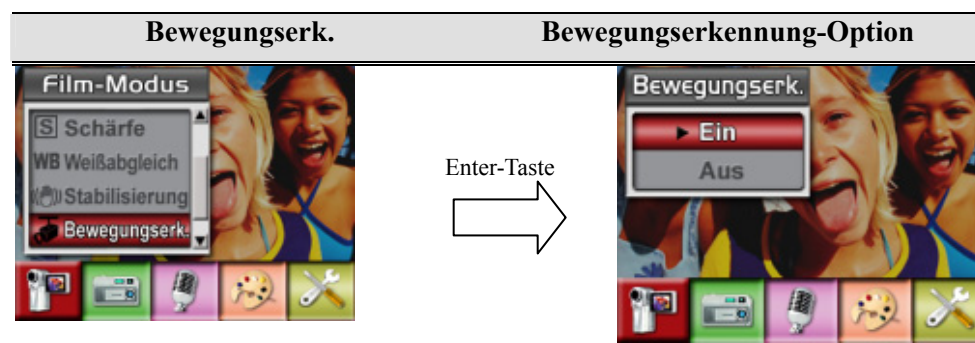 Bewegungserk. Bewegungserkennung-Option
Film-Modus
S Schärfe
WB Weißabgleich
Stabilisierung
Bewegungserk.
Enter-Taste
Bewegungserk.
Ein
Aus